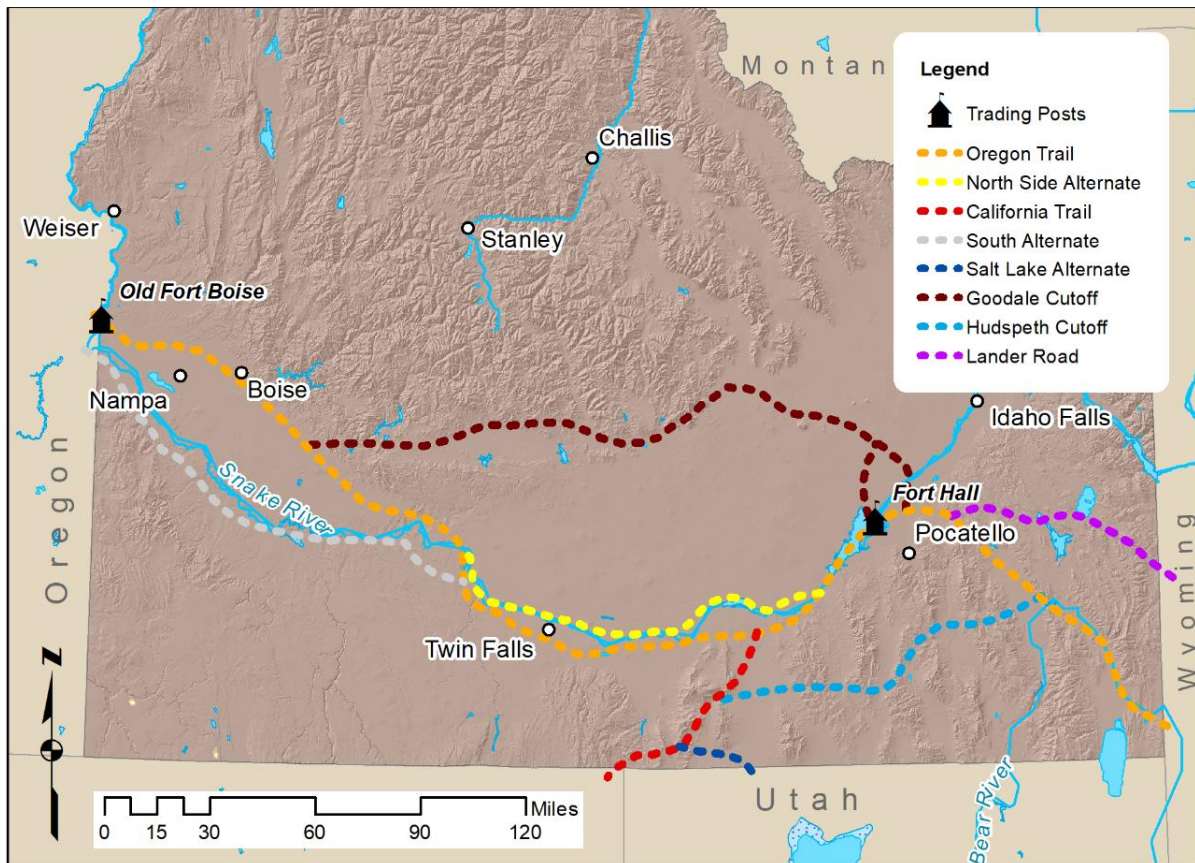 Montan
Legend
Trading Posts
Oregon Trail
North Side Alternate
California Trail
South Alternate
Salt Lake Alternate
Goodale Cutoff
Hudspeth Cutoff
Lander Road
Challis
Weiser
Stanley
Old Fort Boise
Nampa
Boise
Idaho Falls
Oregon
Snake River
Fort Hall
Pocatello
Wyoming
Twin Falls
N
Utah
Bear River
Miles
0 15 30 60 90 120